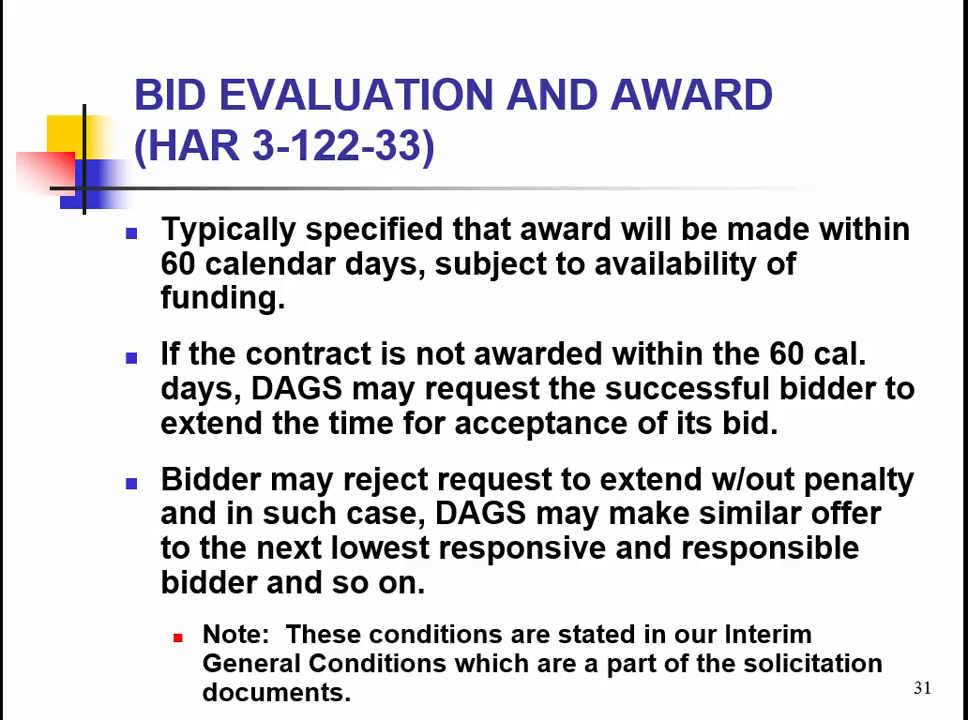 BID EVALUATION AND AWARD
(HAR 3-122-33)
Typically specified that award will be made within
60 calendar days, subject to availability of
funding.
If the contract is not awarded within the 60 cal.
days, DAGS may request the successful bidder to
extend the time for acceptance of its bid.
Bidder may reject request to extend w/out penalty
and in such case, DAGS may make similar offer
to the next lowest responsive and responsible
bidder and so on.
Note:  These conditions are stated in our Interim
General Conditions which are a part of the solicitation
documents.
31